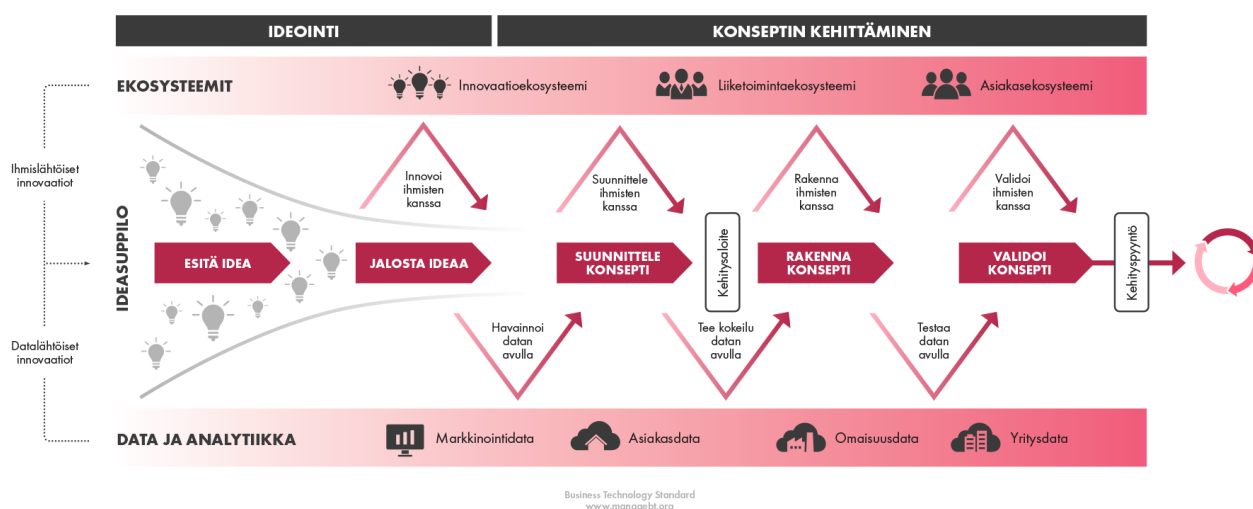 IDEOINTI
KONSEPTIN KEHITTÄMINEN
EKOSYSTEEMIT
Innovaatioekosysteemi
Liiketoimintaekosysteemi
Asiakasekosysteemi
Ihmislähtöiset
innovaatiot
Datalähtöiset
innovaatiot
IDEASUPPILO
Innovoi
ihmisten
kanssa
Suunnittele
ihmisten
kanssa
Rakenna
ihmisten
kanssa
Validoi
ihmisten
kanssa
ESITÄ IDEA
JALOSTA IDEAA
SUUNNITTELE
KONSEPTI
Kehitysaloite
RAKENNA
KONSEPTI
VALIDOI
KONSEPTI
Kehityspyyntö
Havainnoi
datan
avulla
Tee kokeilu
datan
avulla
Testaa
datan
avulla
DATA JA ANALYTIIKKA
Markkinointidata
Asiakasdata
Omaisuusdata
Yritysdata
Business Technology Standard
www.managebt.org